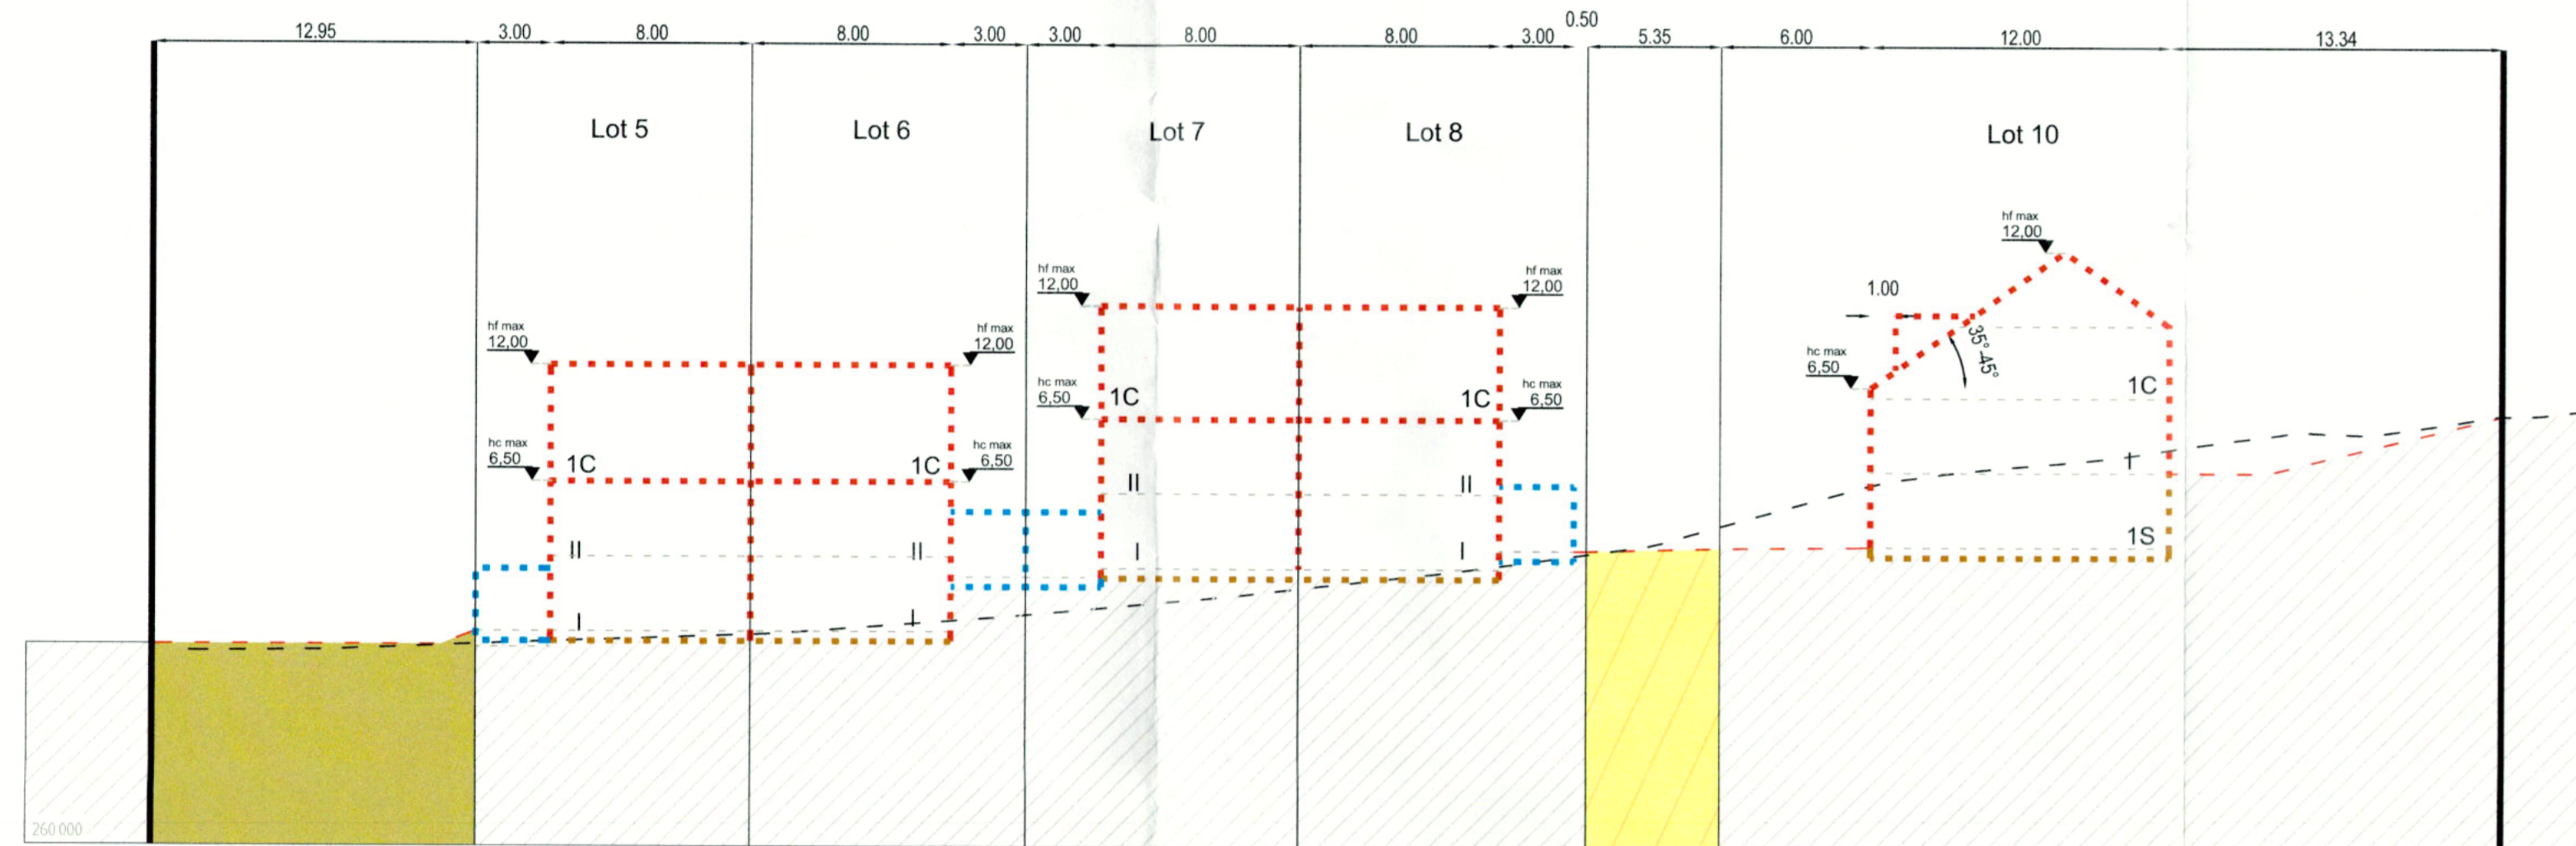 0.50
12.95 3.00 8.00 8.00 3.00 3.00 8.00 8.00 3.00 5.35 6.00 12.00 13.34
Lot 5 Lot 6 Lot 7 Lot 8 Lot 10
hf max
12,00
hf max
12,00
hf max
12,00
1.00
35°-45°
hf max
12,00
hf max
12,00
hc max
6,50
hc max
6,50
hc max
6,50
1C 1C 1C
hc max
6,50
hc max
6,50
1C 1C
II II
I
II II
I I
1S
I I
260 000